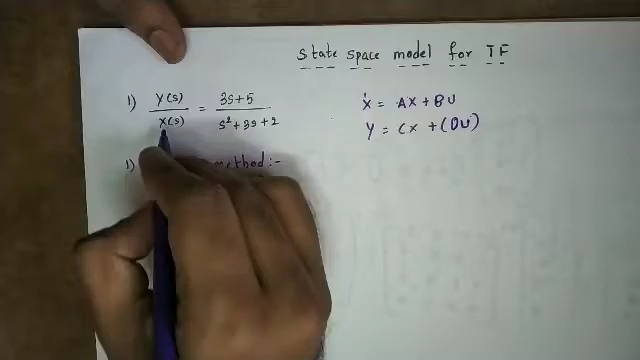 State space model for TF
1) Y(s) / X(s) = 3s+5 / s² + 3s + 2
Ẋ = AX + BU
Y = CX + (DU)
1) method :-